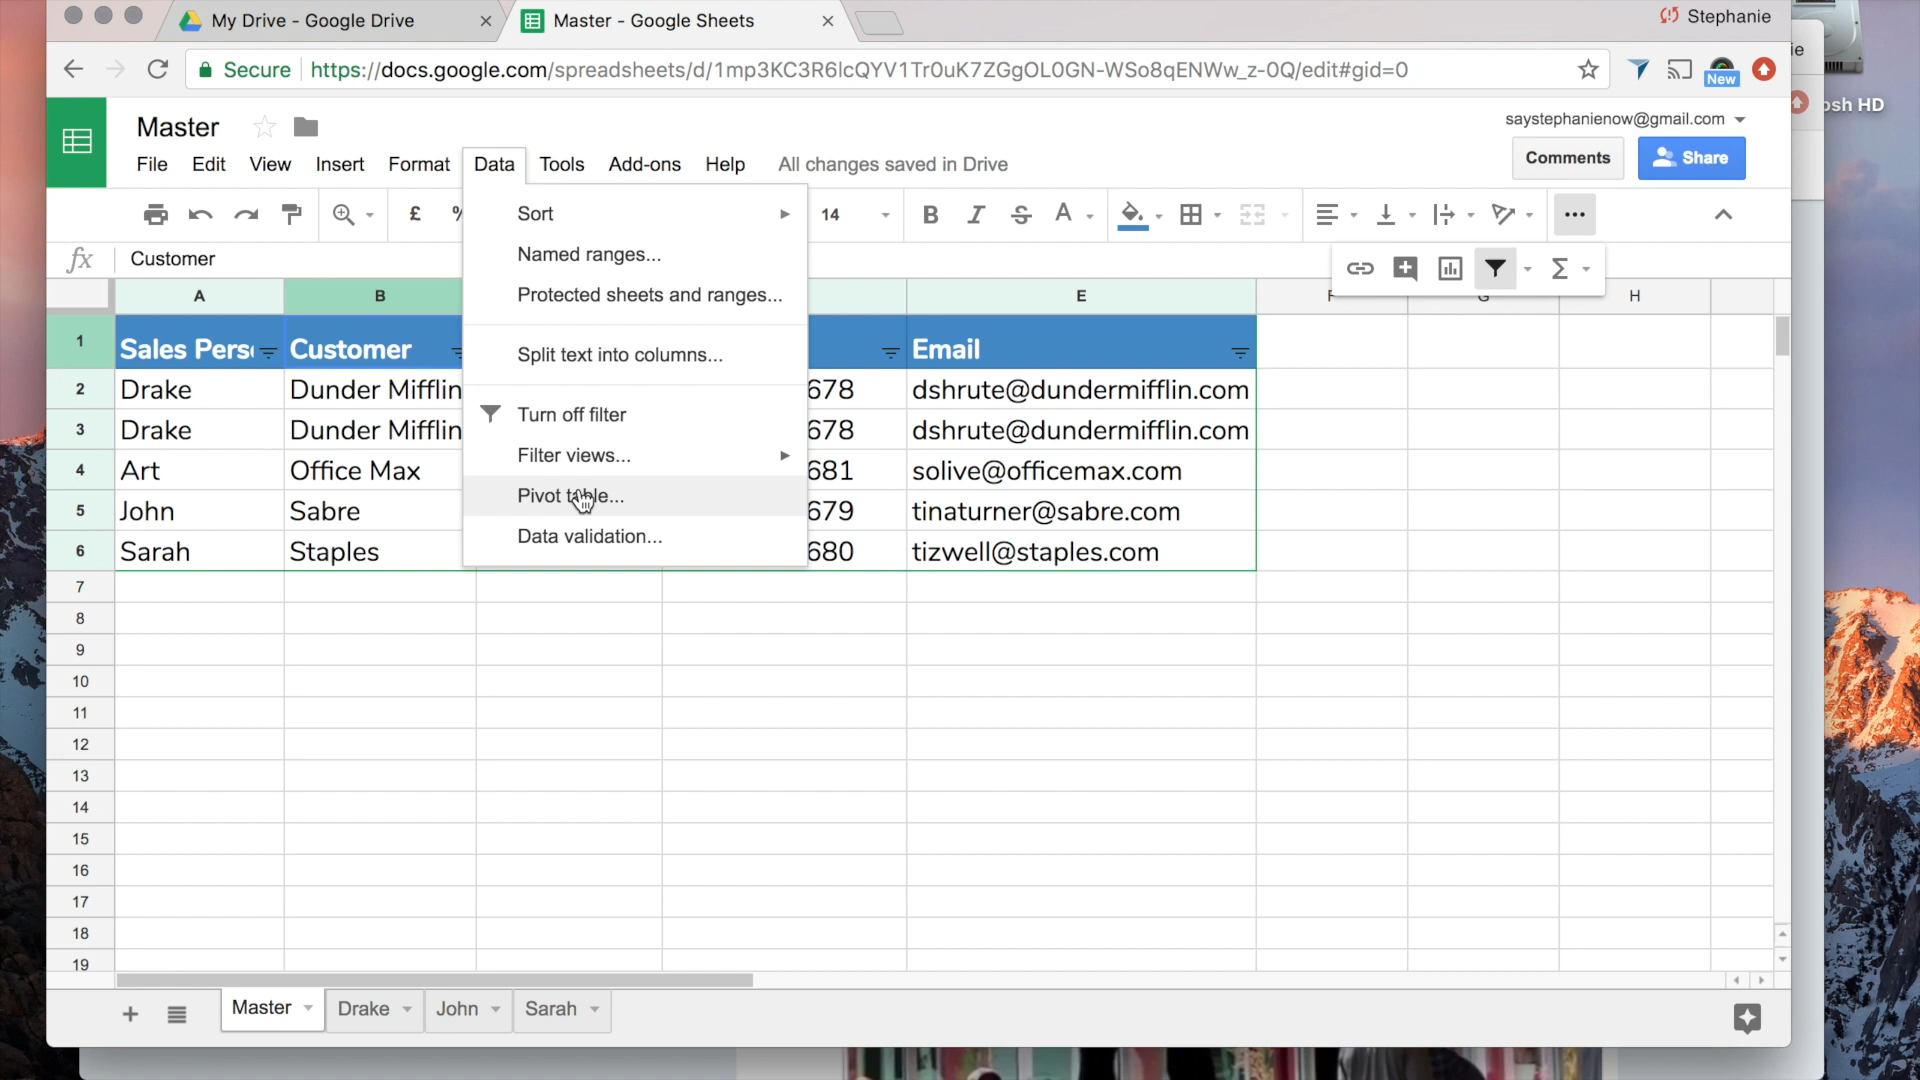 My Drive - Google Drive
Master - Google Sheets
Stephanie
Secure
https://docs.google.com/spreadsheets/d/1mp3KC3R6lcQYV1Tr0uK7ZGgOL0GN-WSo8qENWw_z-0Q/edit#gid=0
New
ie
osh HD
Master
saystephanienow@gmail.com
File Edit View Insert Format Data Tools Add-ons Help All changes saved in Drive
Comments
Share
£ % 14 B I S A
Sort
Named ranges...
Protected sheets and ranges...
Split text into columns...
Turn off filter
Filter views...
Pivot table...
Data validation...
fx Customer
Σ
A B E F G H
1 Sales Pers Customer Email
2 Drake Dunder Mifflin 678 dshrute@dundermifflin.com
3 Drake Dunder Mifflin 678 dshrute@dundermifflin.com
4 Art Office Max 681 solive@officemax.com
5 John Sabre 679 tinaturner@sabre.com
6 Sarah Staples 680 tizwell@staples.com
7
8
9
10
11
12
13
14
15
16
17
18
19
Master Drake John Sarah